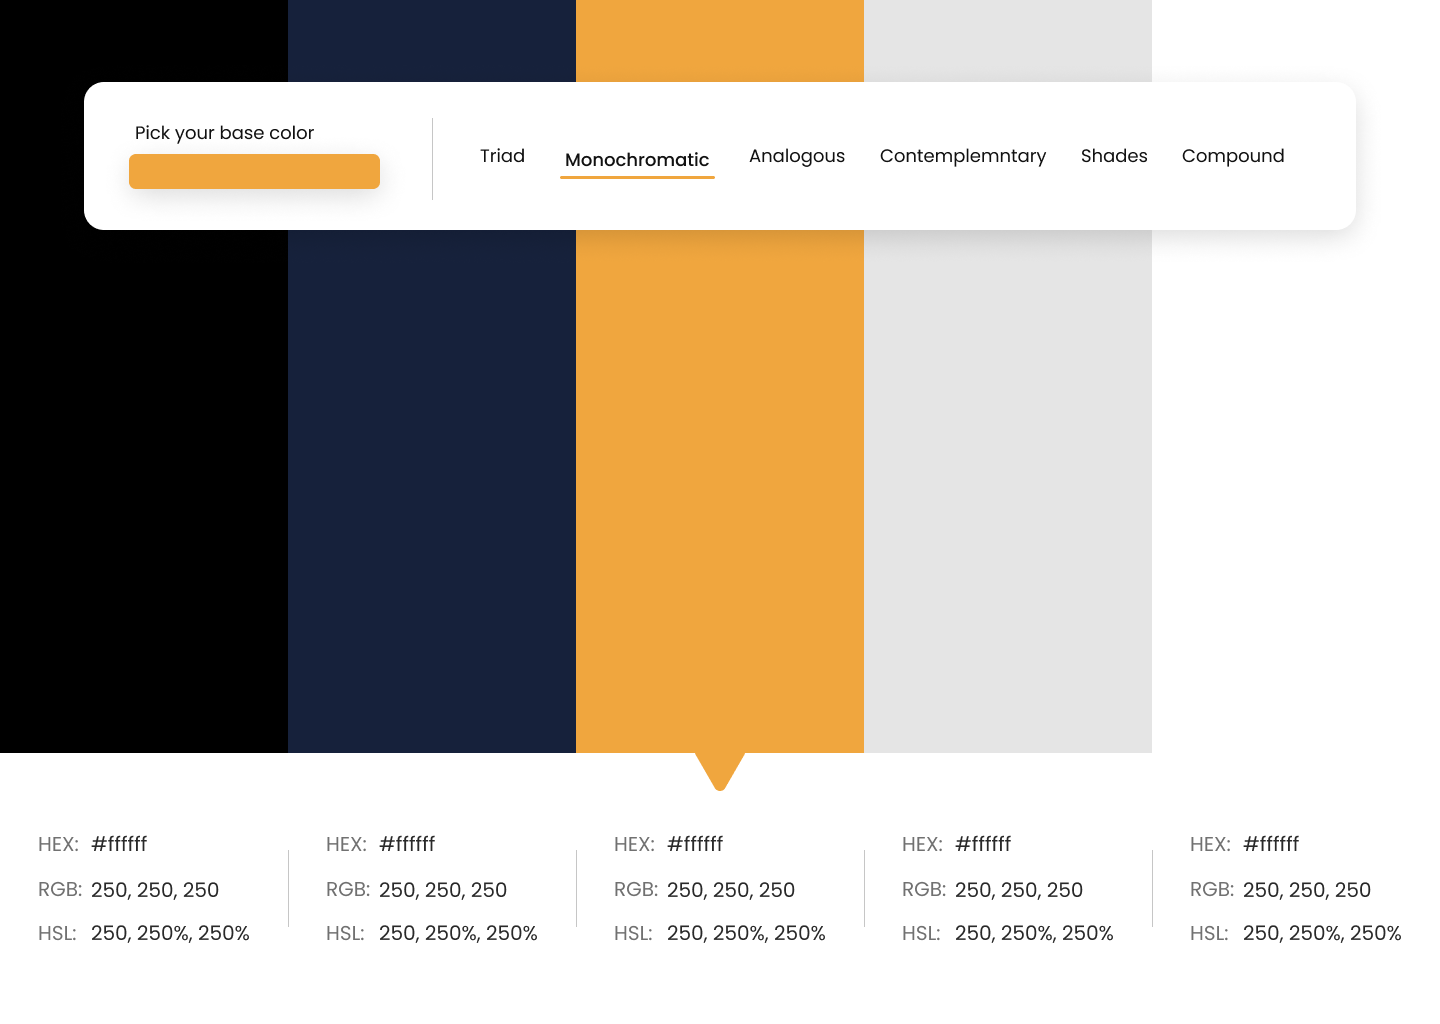 Pick your base color
Triad Monochromatic Analogous Contemplemntary Shades Compound
HEX: #ffffff HEX: #ffffff HEX: #ffffff HEX: #ffffff HEX: #ffffff
RGB: 250, 250, 250 RGB: 250, 250, 250 RGB: 250, 250, 250 RGB: 250, 250, 250 RGB: 250, 250, 250
HSL: 250, 250%, 250% HSL: 250, 250%, 250% HSL: 250, 250%, 250% HSL: 250, 250%, 250% HSL: 250, 250%, 250%